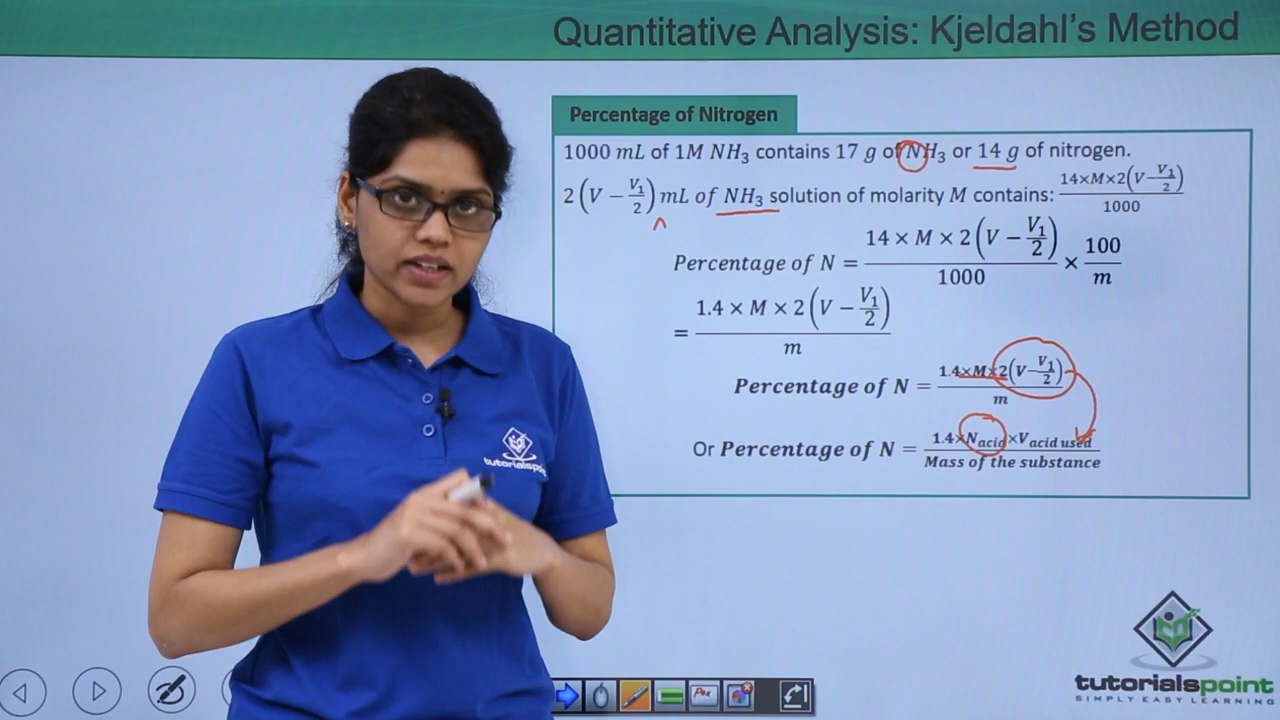 Quantitative Analysis: Kjeldahl's Method
Percentage of Nitrogen
1000 mL of 1M NH₃ contains 17 g of NH₃ or 14 g of nitrogen.
2(V − V₁/2) mL of NH₃ solution of molarity M contains: 14×M×2(V−V₁/2)/1000
Percentage of N = 14 × M × 2(V − V₁/2)/1000 × 100/m
= 1.4 × M × 2(V − V₁/2)/m
Percentage of N = 1.4×M×2(V−V₁/2)/m
Or Percentage of N = 1.4×N_acid×V_acid used/Mass of the substance
tutorialspoint
Pen
tutorialspoint
SIMPLY EASY LEARNING